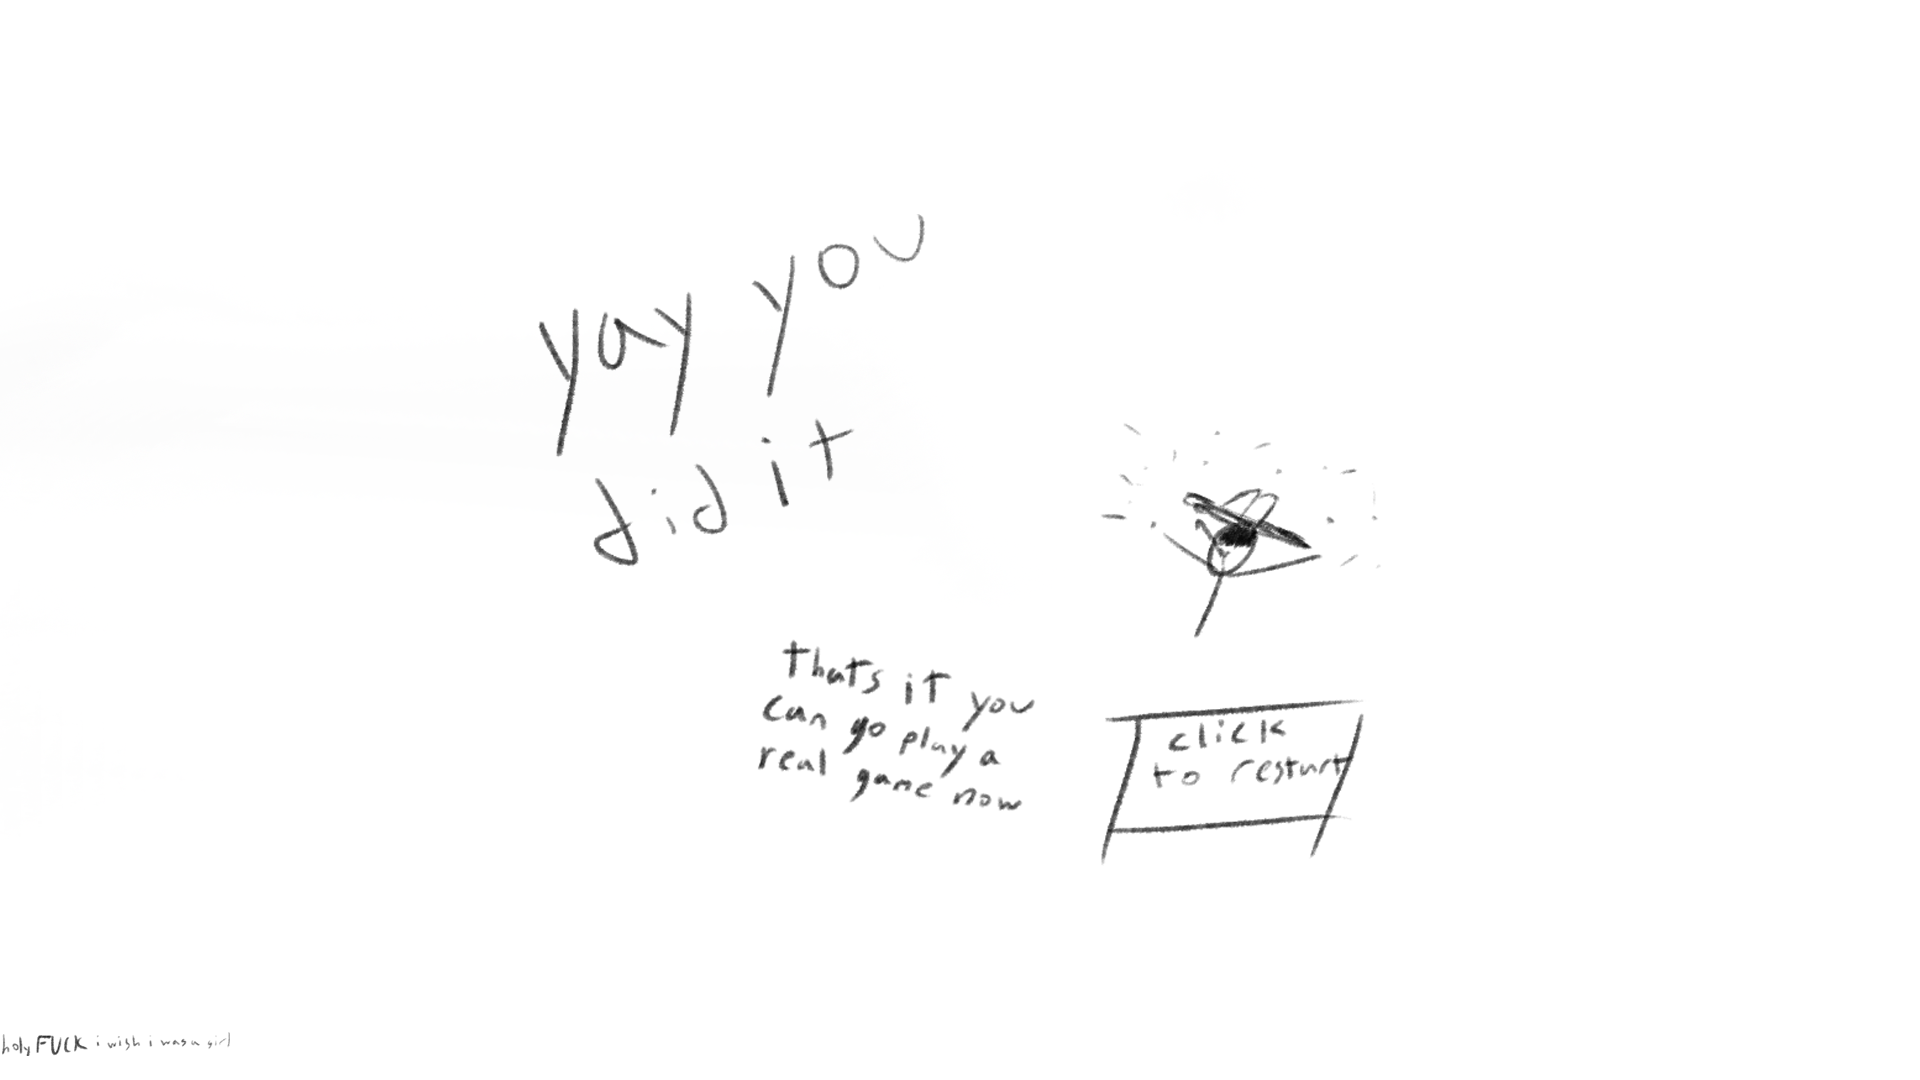 yay you
did it
thats it you
can go play a
real game now
click
to restart
holy FUCK i wish i was a girl